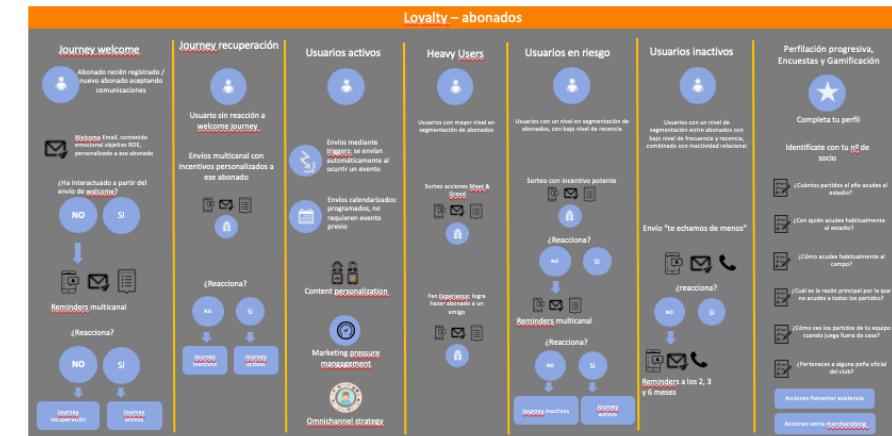 Loyalty – abonados
Journey welcome
Abonado recién registrado /
nuevo abonado aceptando
comunicaciones
Welcome Email, contenido
emocional objetivo ROE,
personalizado a ese abonado
¿Ha interactuado a partir del
envío de welcome?
NO
SI
Reminders multicanal
¿Reacciona?
NO
SI
Journey
recuperación
Journey
activos
Journey recuperación
Usuario sin reacción a
welcome journey
Envíos multicanal con
incentivos personalizados a
ese abonado
¿Reacciona?
NO
SI
Journey
inactivos
Journey
activos
Usuarios activos
Envíos mediante
triggers: se envían
automáticamente al
ocurrir un evento
Envíos calendarizados:
programados, no
requieren evento
previo
Content personalization
Marketing pressure
mangagement
Omnichannel strategy
Heavy Users
Usuarios con mayor nivel en
segmentación de abonados
Sorteo acciones Meet &
Greed
Fan Experience: logra
hacer abonado a un
amigo
Usuarios en riesgo
Usuarios con un nivel en segmentación de
abonados, con bajo nivel de recencia
Sorteo con incentivo potente
¿Reacciona?
NO
SI
Reminders multicanal
¿Reacciona?
NO
SI
Journey inactivos
Journey
activos
Usuarios inactivos
Usuarios con un nivel de
segmentación entre abonados con
bajo nivel de frecuencia y recencia,
combinado con inactividad relacional
Envío "te echamos de menos"
¿reacciona?
NO
SI
Reminders a los 2, 3
y 6 meses
Perfilación progresiva,
Encuestas y Gamificación
Completa tu perfil
Identifícate con tu nº de
socio
¿Cuántos partidos al año acudes al
estadio?
¿Con quién acudes habitualmente
al estadio?
¿Cómo acudes habitualmente al
campo?
¿Cuál es la razón principal por la que
no acudes a todos los partidos?
¿Cómo ves los partidos de tu equipo
cuando juega fuera de casa?
¿Perteneces a alguna peña oficial
del club?
Acciones fomentar asistencia
Acciones venta merchandising